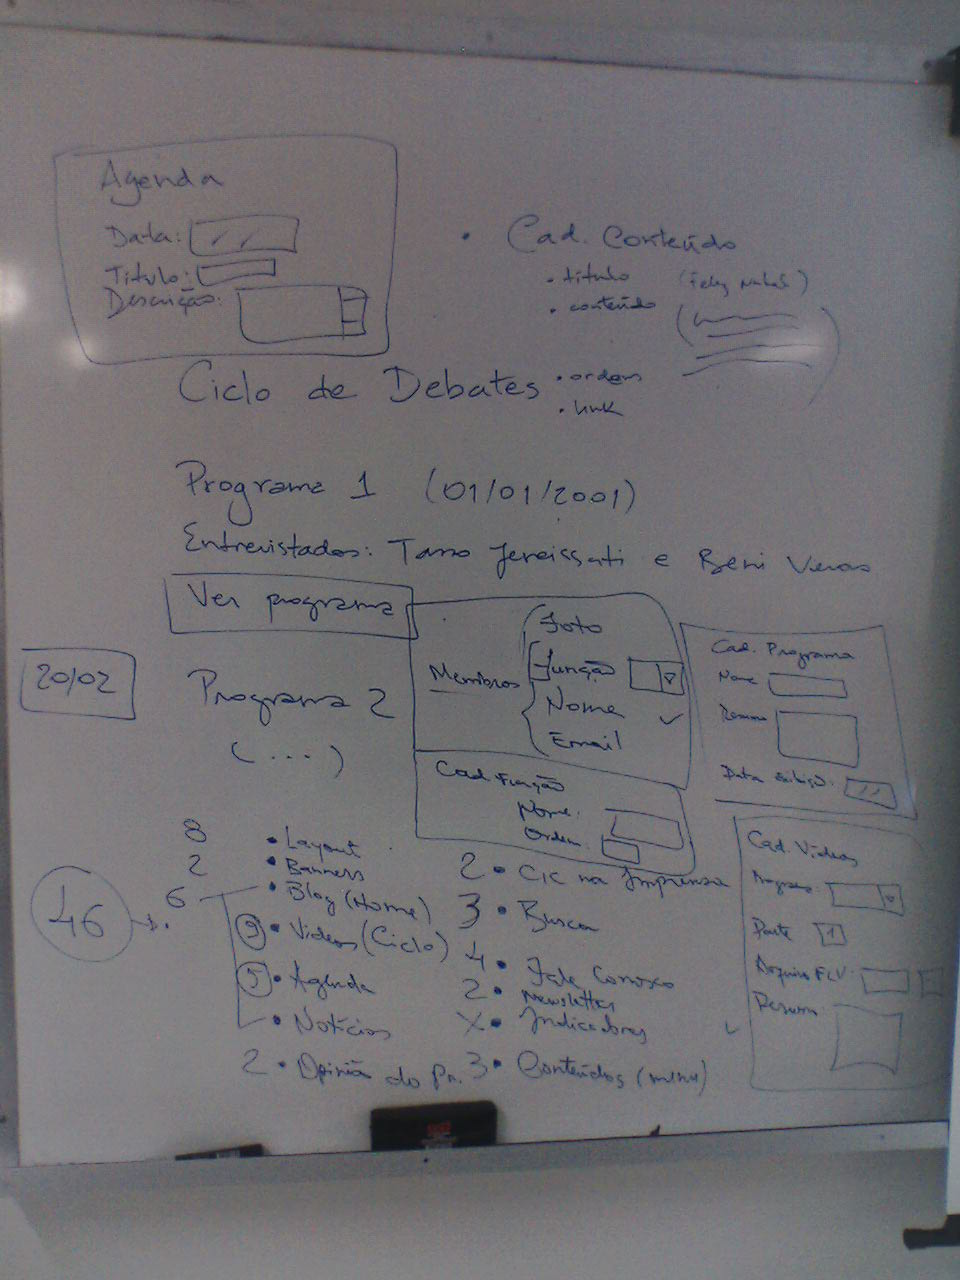 Agenda
Data: / /
Título:
Descrição:
• Cad. Conteúdo
• título
• conteúdo
• ordem
• link
Ciclo de Debates
Programa 1 (01/01/2001)
Entrevistados: Tasso Jereissati e Beni Veras
Ver programa
20/02
Programa 2
(...)
Membros
Foto
Função
Nome
Email
Cad. Função
Nome:
Ordem
Cad. Programa
Nome
Resumo
Data Exibição: / /
Cad. Vídeos
Programa
Parte 1
Arquivo FLV
Resumo
46
8 • Layout
2 • Banners
6 • Blog (Home)
9 • Vídeos (Ciclo)
5 • Agenda
• Notícias
2 • Opinião do Pr.
2 • CIC na Imprensa
3 • Busca
4 • Fale Conosco
2 • Newsletter
X • Indicadores
3 • Conteúdos (menu)